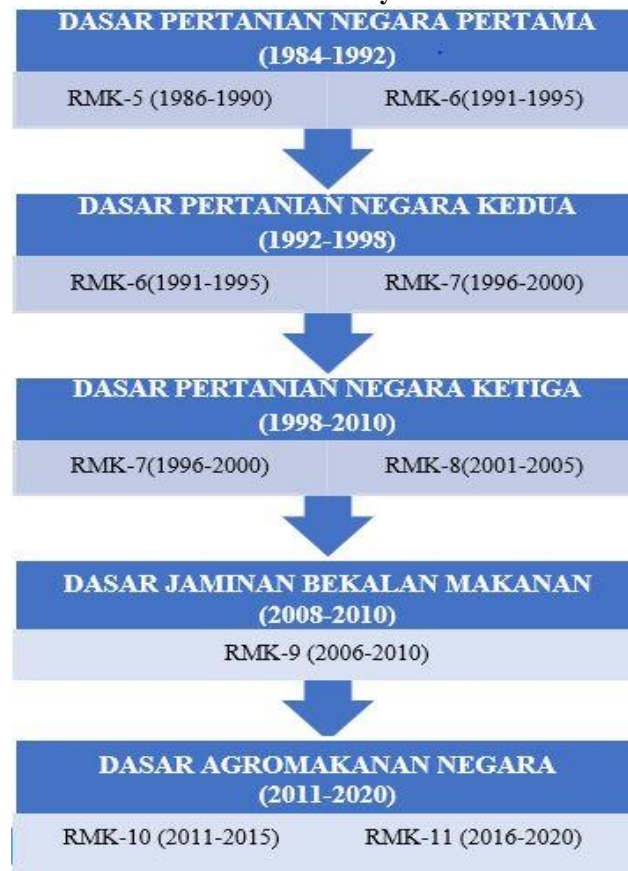 DASAR PERTANIAN NEGARA PERTAMA
(1984-1992)
RMK-5 (1986-1990) RMK-6(1991-1995)
DASAR PERTANIAN NEGARA KEDUA
(1992-1998)
RMK-6(1991-1995) RMK-7(1996-2000)
DASAR PERTANIAN NEGARA KETIGA
(1998-2010)
RMK-7(1996-2000) RMK-8(2001-2005)
DASAR JAMINAN BEKALAN MAKANAN
(2008-2010)
RMK-9 (2006-2010)
DASAR AGROMAKANAN NEGARA
(2011-2020)
RMK-10 (2011-2015) RMK-11 (2016-2020)